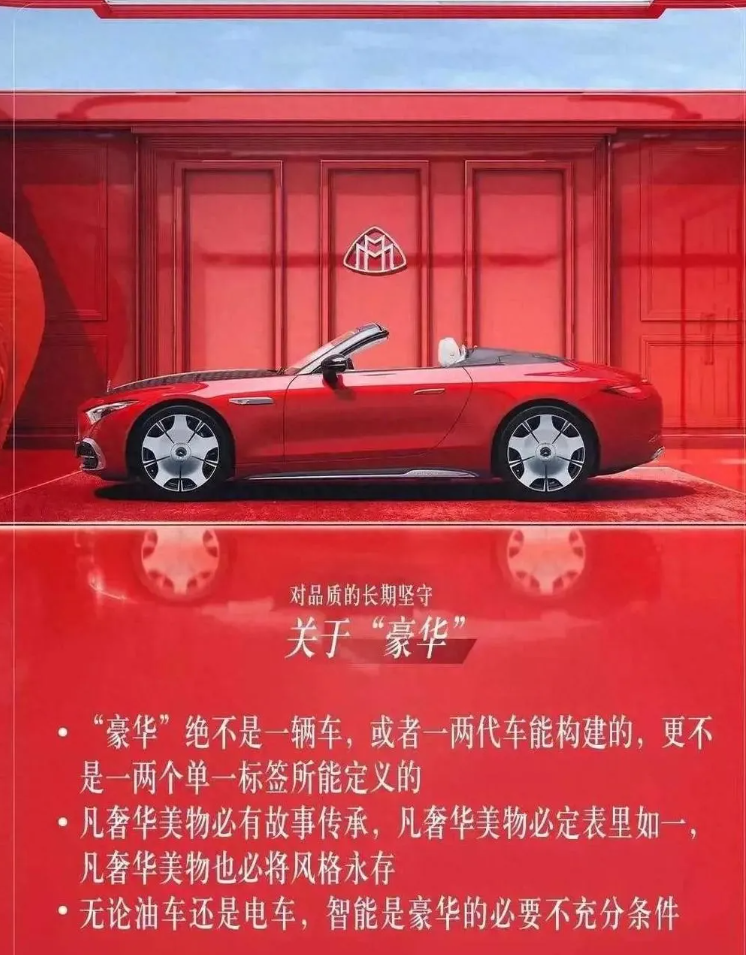 对品质的长期坚守
关于“豪华”
• “豪华”绝不是一辆车，或者一两代车能构建的，更不
是一两个单一标签所能定义的
• 凡奢华美物必有故事传承，凡奢华美物必定表里如一，
凡奢华美物也必将风格永存
• 无论油车还是电车，智能是豪华的必要不充分条件